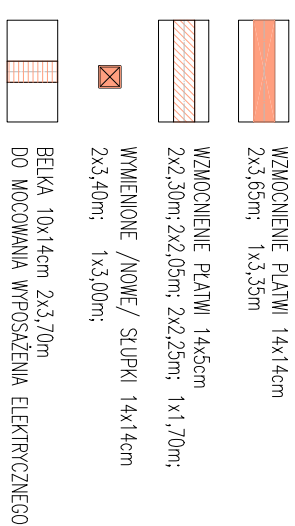 WZMOCNIENIE PŁATWI 14x14cm
2x3,65m; 1x3,35m
WZMOCNIENIE PŁATWI 14x5cm
2x2,30m; 2x2,05m; 2x2,25m; 1x1,70m;
WYMIENIONE /NOWE/ SŁUPKI 14x14cm
2x3,40m; 1x3,00m;
BELKA 10x14cm 2x3,70m
DO MOCOWANIA WYPOSAŻENIA ELEKTRYCZNEGO